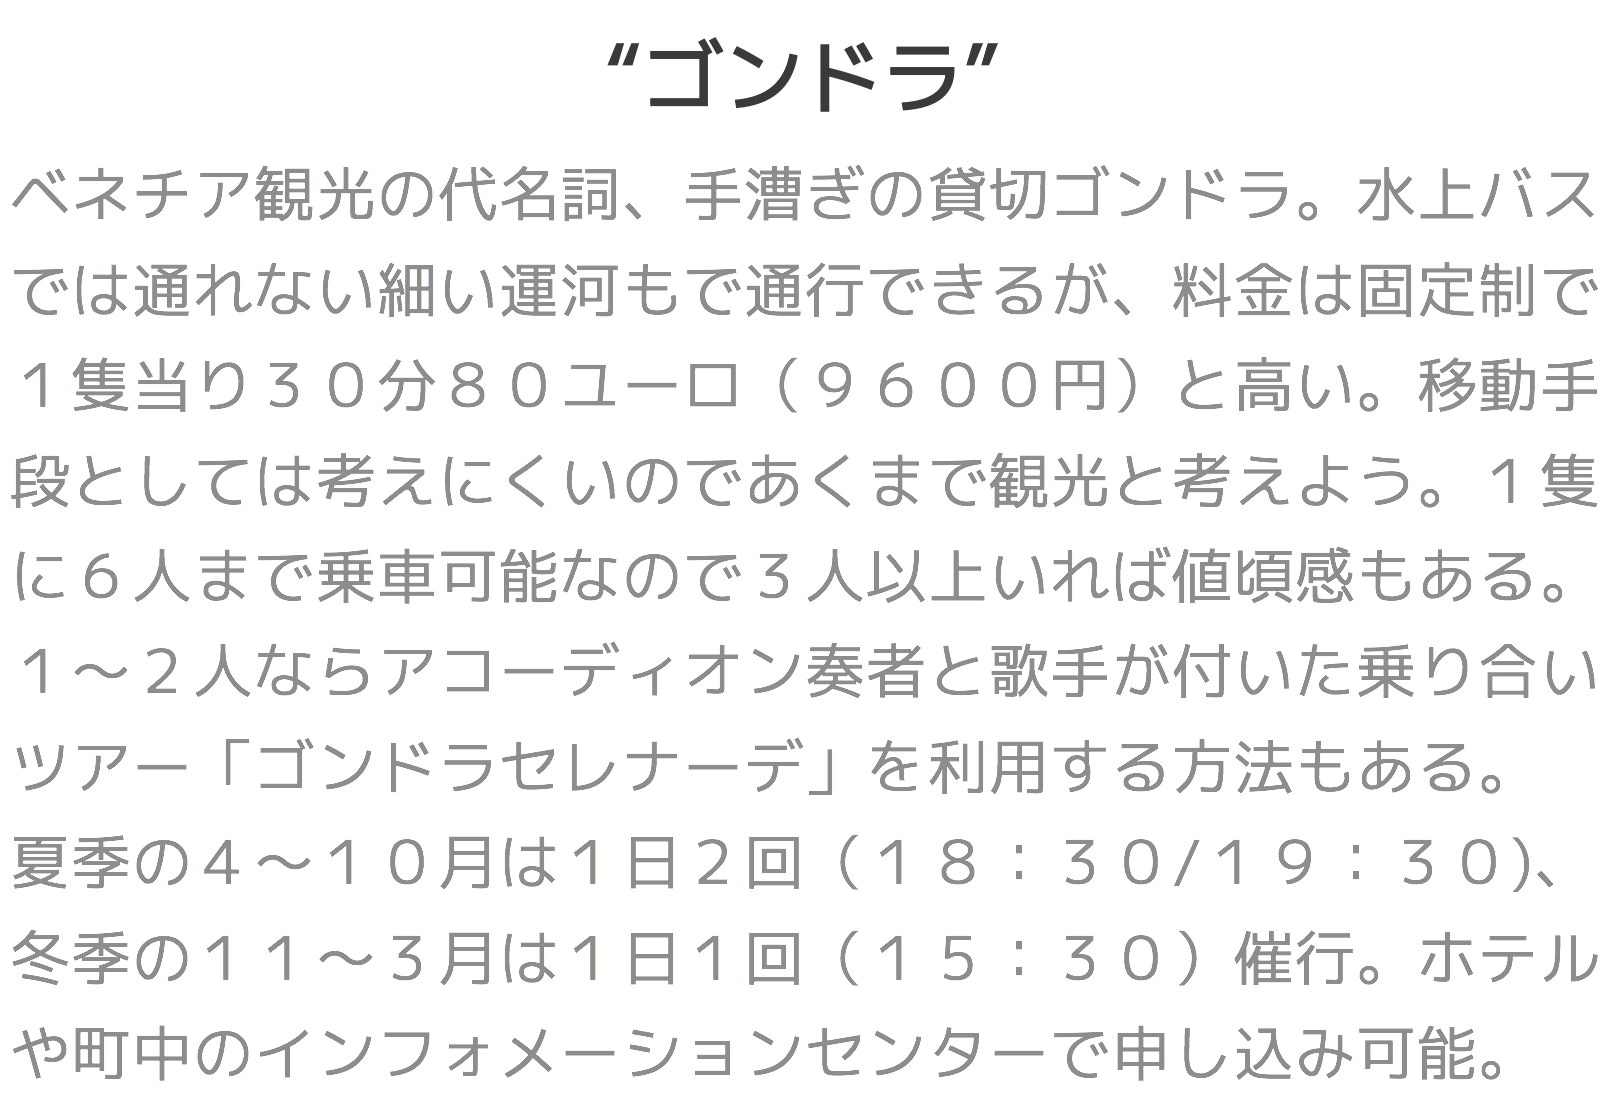 “ゴンドラ”
ベネチア観光の代名詞、手漕ぎの貸切ゴンドラ。水上バス
では通れない細い運河もで通行できるが、料金は固定制で
１隻当り３０分８０ユーロ（９６００円）と高い。移動手
段としては考えにくいのであくまで観光と考えよう。１隻
に６人まで乗車可能なので３人以上いれば値頃感もある。
１～２人ならアコーディオン奏者と歌手が付いた乗り合い
ツアー「ゴンドラセレナーデ」を利用する方法もある。
夏季の４～１０月は１日２回（１８：３０/１９：３０)、
冬季の１１～３月は１日１回（１５：３０）催行。ホテル
や町中のインフォメーションセンターで申し込み可能。